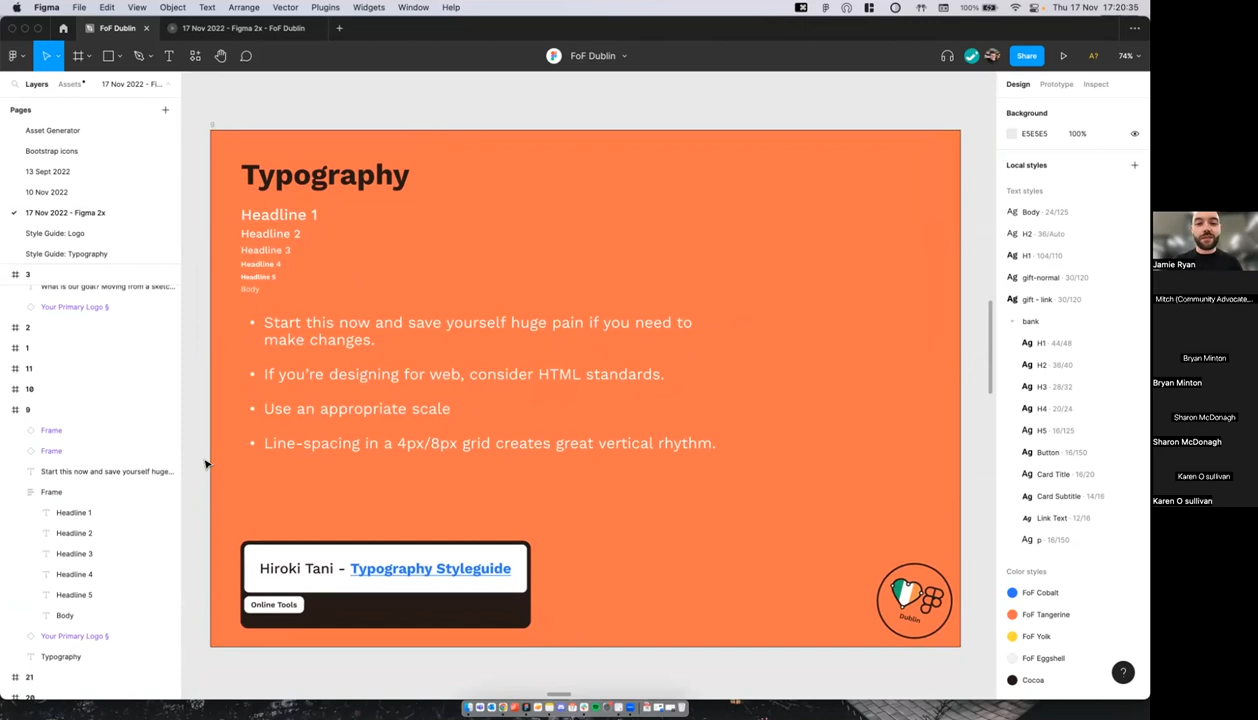 Figma File Edit View Object Text Arrange Vector Plugins Widgets Window Help
100% Thu 17 Nov 17:20:35
FoF Dublin
17 Nov 2022 - Figma 2x - FoF Dublin
FoF Dublin
Share
A?
74%
Layers Assets 17 Nov 2022 - Fi...
Pages
Asset Generator
Bootstrap icons
13 Sept 2022
10 Nov 2022
17 Nov 2022 - Figma 2x
Style Guide: Logo
Style Guide: Typography
3
What is our goal? Moving from a sketc...
Your Primary Logo §
2
1
11
10
9
Frame
Frame
Start this now and save yourself huge...
Frame
Headline 1
Headline 2
Headline 3
Headline 4
Headline 5
Body
Your Primary Logo §
Typography
21
20
9
Typography
Headline 1
Headline 2
Headline 3
Headline 4
Headline 5
Body
• Start this now and save yourself huge pain if you need to
make changes.
• If you're designing for web, consider HTML standards.
• Use an appropriate scale
• Line-spacing in a 4px/8px grid creates great vertical rhythm.
Hiroki Tani - Typography Styleguide
Online Tools
Dublin
Design Prototype Inspect
Background
E5E5E5 100%
Local styles
Text styles
Ag Body · 24/125
Ag H2 · 36/Auto
Ag H1 · 104/110
Ag gift-normal · 30/120
Ag gift - link · 30/120
bank
Ag H1 · 44/48
Ag H2 · 36/40
Ag H3 · 28/32
Ag H4 · 20/24
Ag H5 · 16/125
Ag Button · 16/150
Ag Card Title · 16/20
Ag Card Subtitle · 14/16
Ag Link Text · 12/16
Ag p · 16/150
Color styles
FoF Cobalt
FoF Tangerine
FoF Yolk
FoF Eggshell
Cocoa
?
Jamie Ryan
Mitch (Community Advocate,...
Bryan Minton
Bryan Minton
Sharon McDonagh
Sharon McDonagh
Karen O sullivan
Karen O sullivan